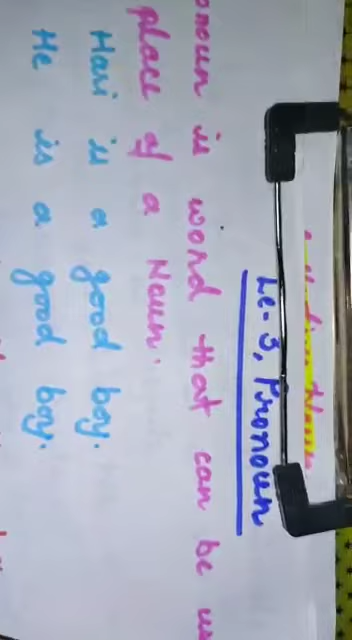 Le-3, Pronoun
onoun is word that can be
place of a Noun.
Hari is a good boy.
He is a good boy.